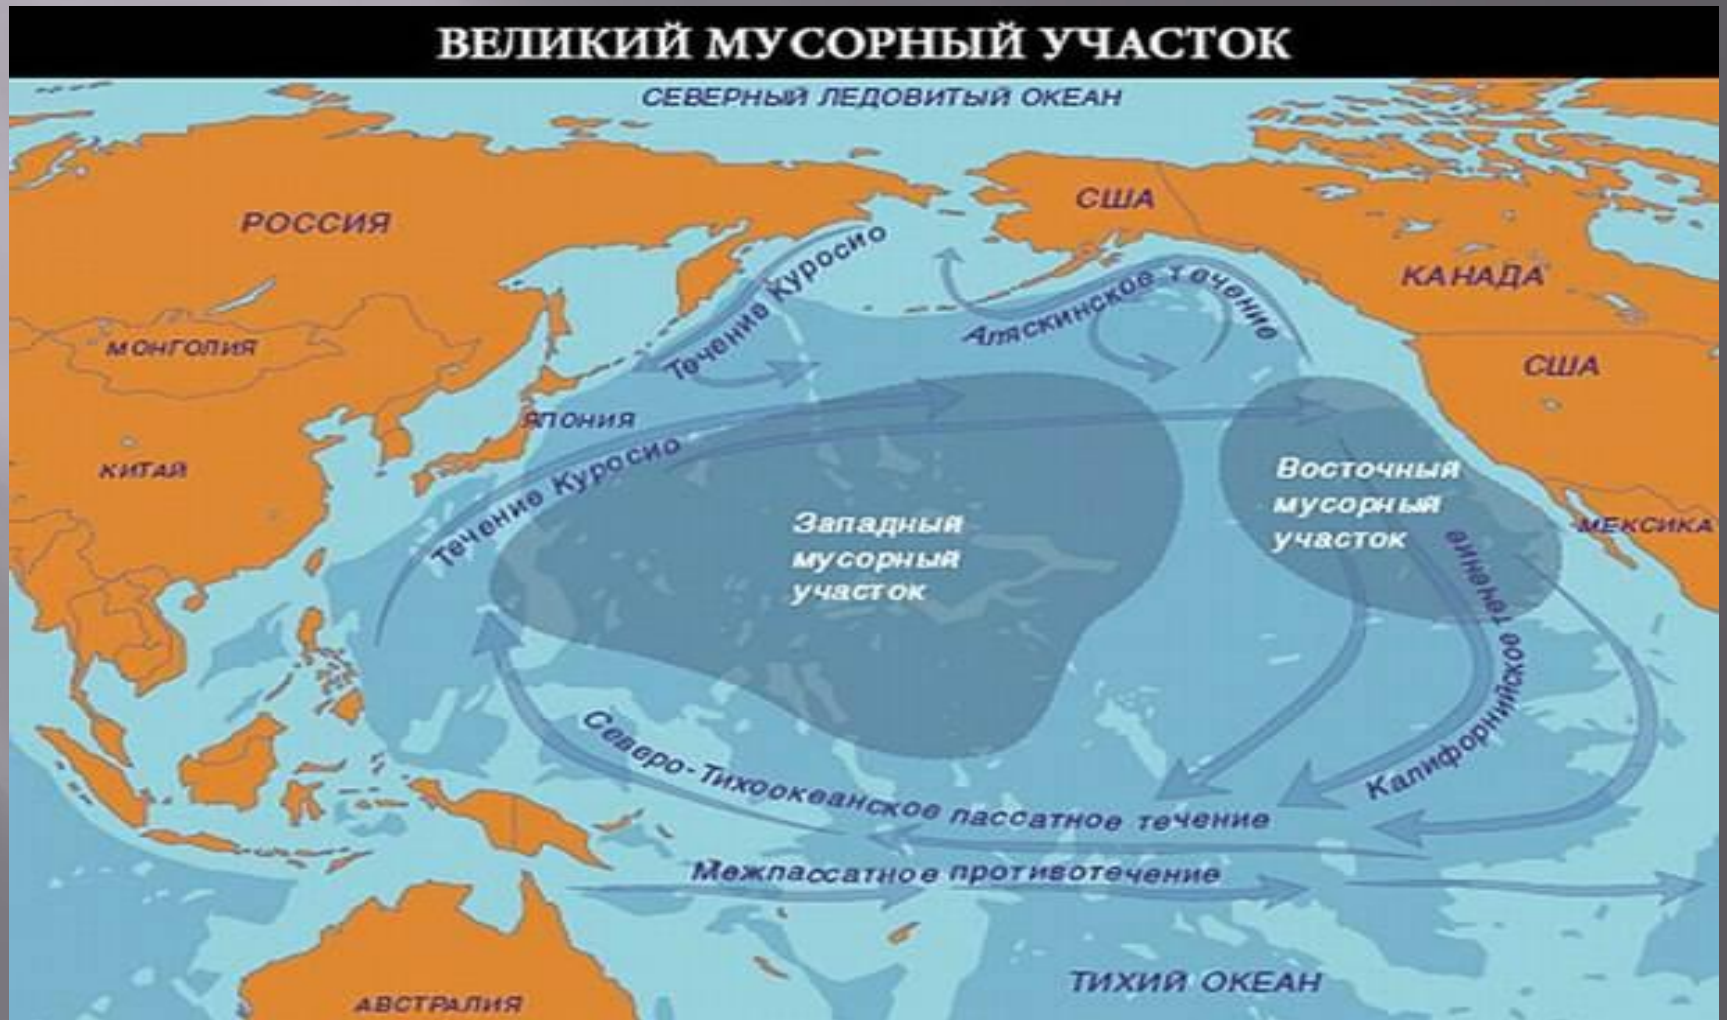 ВЕЛИКИЙ МУСОРНЫЙ УЧАСТОК
СЕВЕРНЫЙ ЛЕДОВИТЫЙ ОКЕАН
США
РОССИЯ
Течение Куросио
КАНАДА
Аляскинское течение
МОНГОЛИЯ
США
ЯПОНИЯ
КИТАЙ
Течение Куросио
Восточный
мусорный
участок
Западный
мусорный
участок
МЕКСИКА
Калифорнийское течение
Северо-Тихоокеанское пассатное течение
Межпассатное противотечение
ТИХИЙ ОКЕАН
АВСТРАЛИЯ